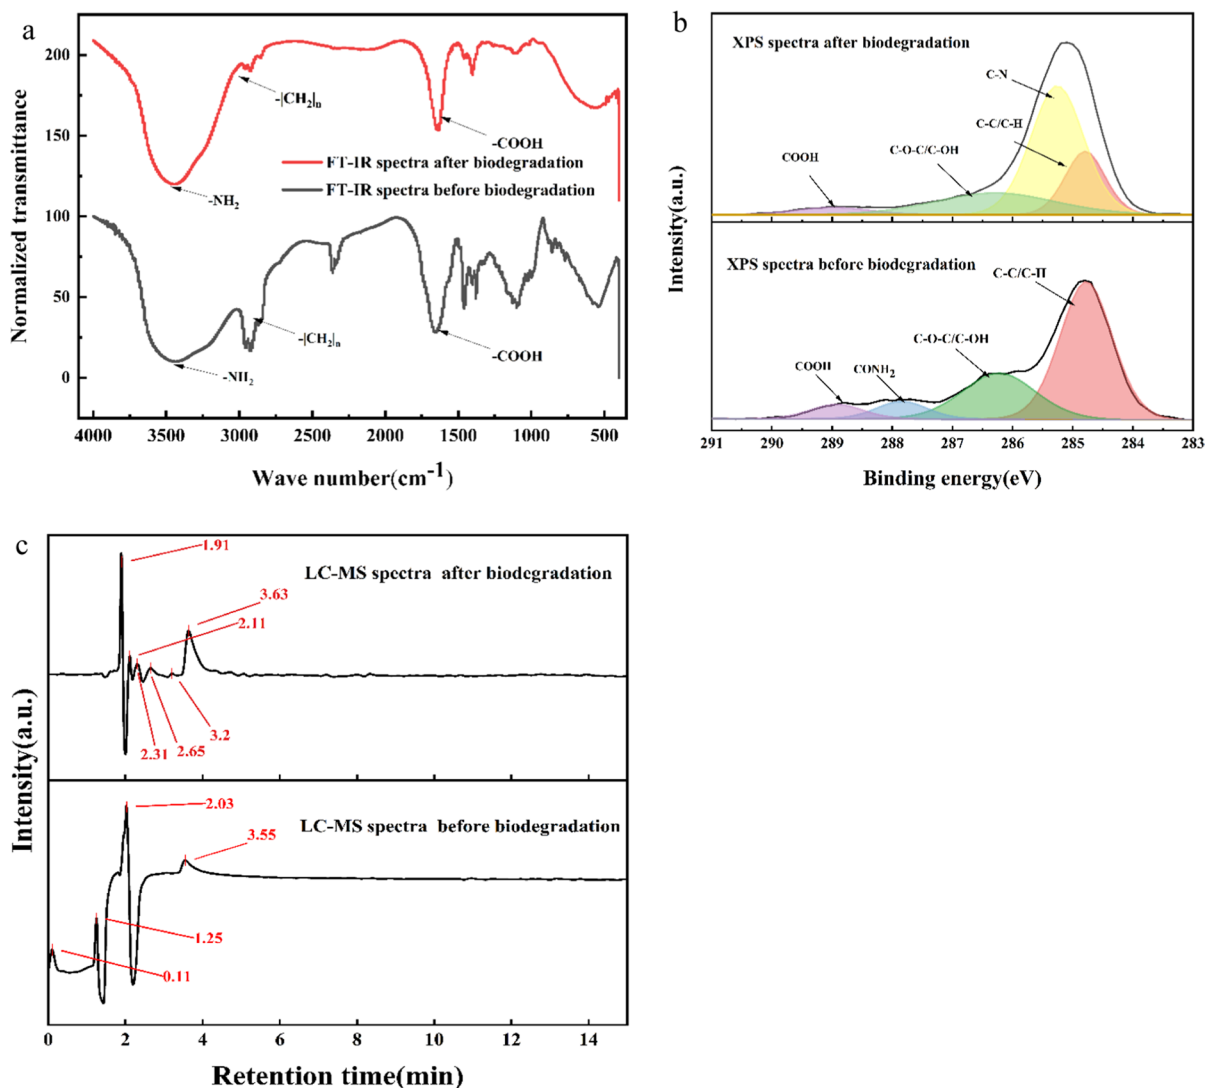 a
200
150
100
50
0
Normalized transmittance
-[CH2]n
-COOH
FT-IR spectra after biodegradation
FT-IR spectra before biodegradation
-NH2
-[CH2]n
-COOH
-NH2
4000 3500 3000 2500 2000 1500 1000 500
Wave number(cm-1)
b
XPS spectra after biodegradation
C-N
C-C/C-H
C-O-C/C-OH
COOH
Intensity(a.u.)
XPS spectra before biodegradation
C-C/C-H
C-O-C/C-OH
CONH2
COOH
291 290 289 288 287 286 285 284 283
Binding energy(eV)
c
1.91
LC-MS spectra after biodegradation
3.63
2.11
3.2
2.31 2.65
Intensity(a.u.)
2.03
LC-MS spectra before biodegradation
3.55
1.25
0.11
0 2 4 6 8 10 12 14
Retention time(min)